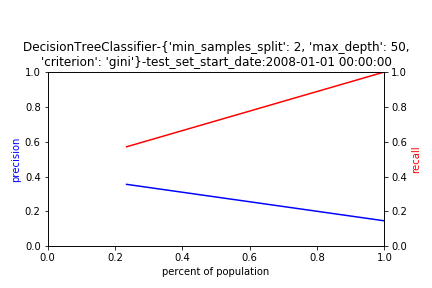 DecisionTreeClassifier-{'min_samples_split': 2, 'max_depth': 50,
'criterion': 'gini'}-test_set_start_date:2008-01-01 00:00:00
1.0
0.8
0.6
0.4
0.2
0.0
precision
1.0
0.8
0.6
0.4
0.2
0.0
recall
0.0 0.2 0.4 0.6 0.8 1.0
percent of population